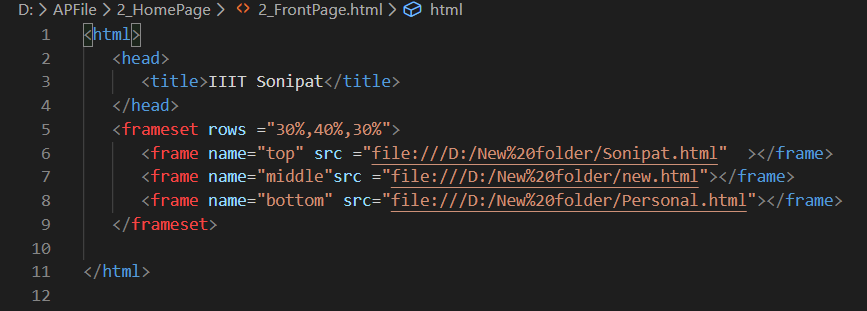 D: > APFile > 2_HomePage > <> 2_FrontPage.html > html
1 <html>
2 <head>
3 <title>IIIT Sonipat</title>
4 </head>
5 <frameset rows ="30%,40%,30%">
6 <frame name="top" src ="file:///D:/New%20folder/Sonipat.html"  ></frame>
7 <frame name="middle"src ="file:///D:/New%20folder/new.html"></frame>
8 <frame name="bottom" src="file:///D:/New%20folder/Personal.html"></frame>
9 </frameset>
10
11 </html>
12